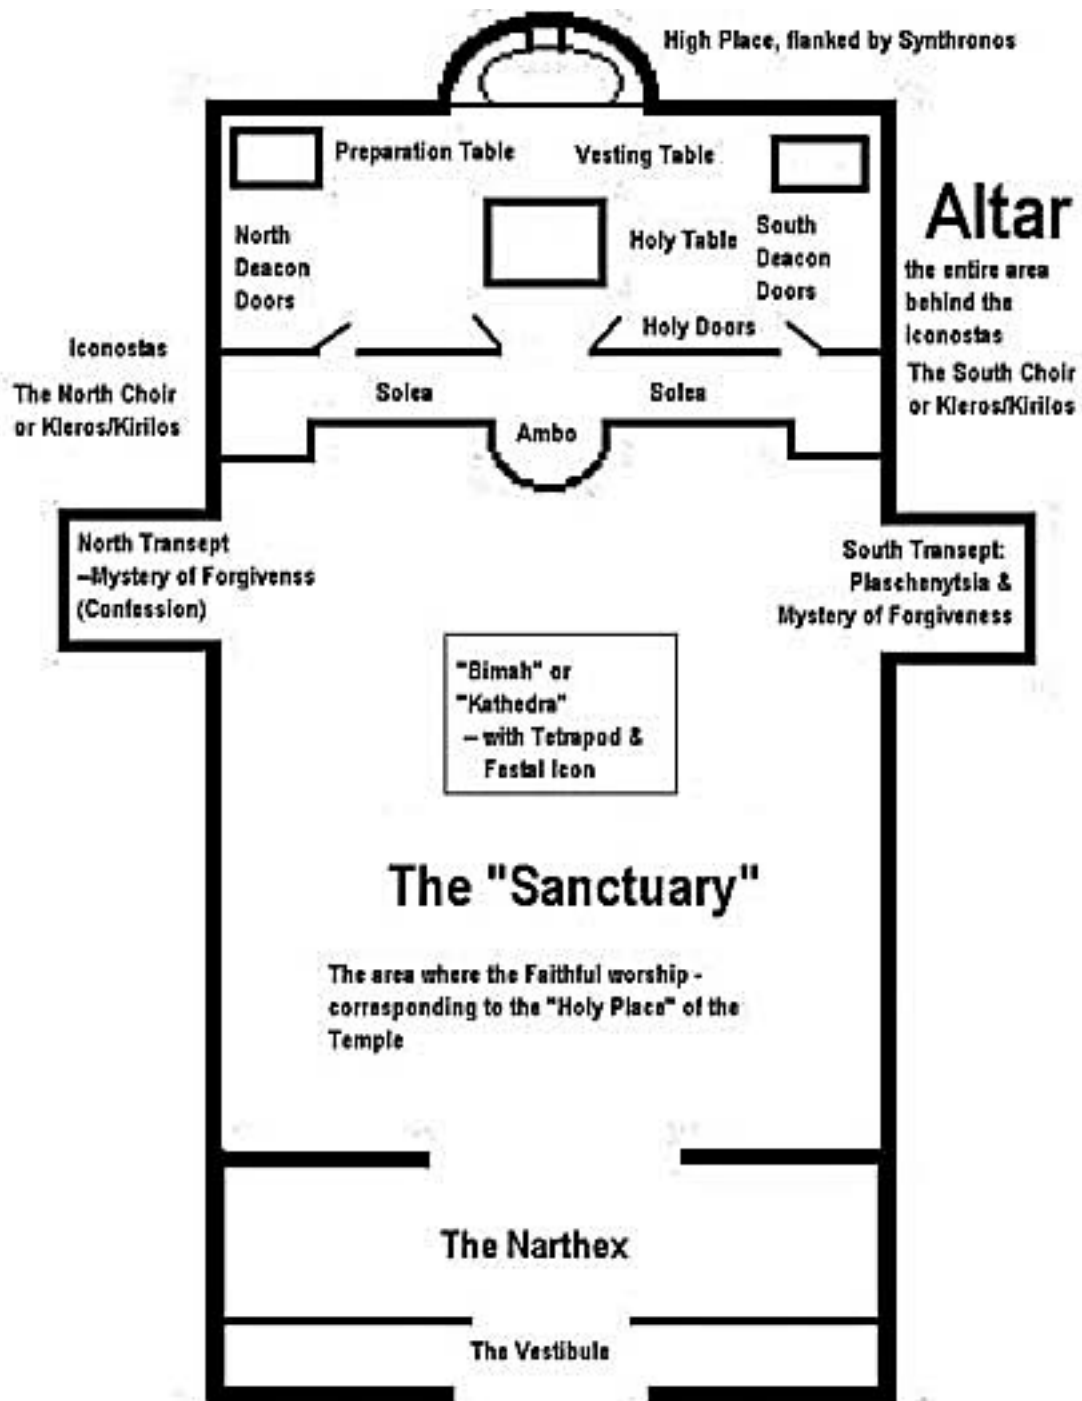 High Place, flanked by Synthronos
Preparation Table
Vesting Table
Altar
the entire area
behind the
Iconostas
North
Deacon
Doors
Holy Table
South
Deacon
Doors
Holy Doors
Iconostas
The North Choir
or Kleros/Kirilos
Solea
Solea
The South Choir
or Kleros/Kirilos
Ambo
North Transept
--Mystery of Forgivenss
(Confession)
South Transept:
Plaschenytsia &
Mystery of Forgiveness
"Bimah" or
"Kathedra"
-- with Tetrapod &
Festal Icon
The "Sanctuary"
The area where the Faithful worship -
corresponding to the "Holy Place" of the
Temple
The Narthex
The Vestibule